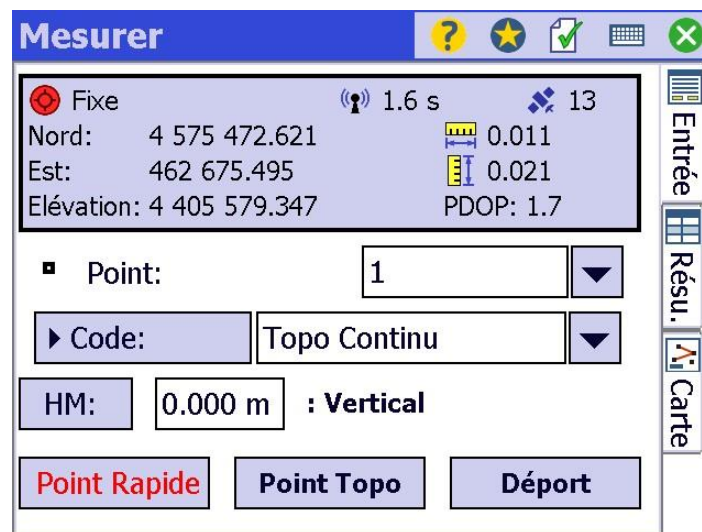 Mesurer
Fixe 1.6 s 13
Nord: 4 575 472.621 0.011
Est: 462 675.495 0.021
Elévation: 4 405 579.347 PDOP: 1.7
Point: 1
Code: Topo Continu
HM: 0.000 m : Vertical
Point Rapide Point Topo Déport
Entrée
Résu.
Carte